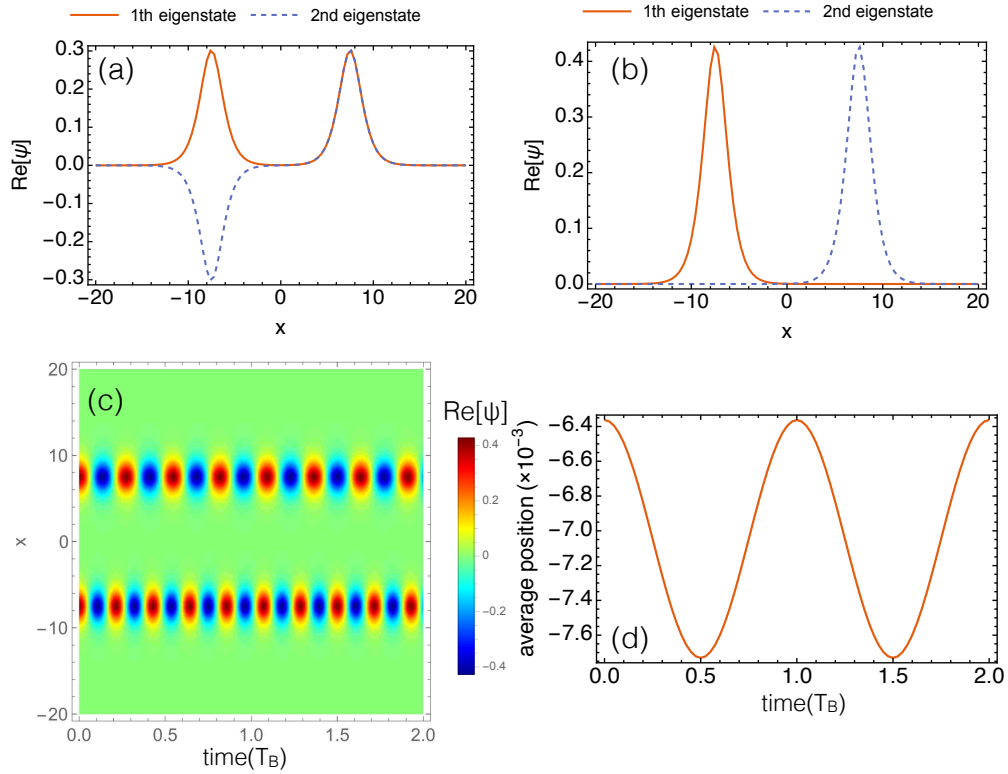 1th eigenstate 2nd eigenstate
(a)
Re[ψ]
0.3
0.2
0.1
0.0
−0.1
−0.2
−0.3
−20 −10 0 10 20
x
1th eigenstate 2nd eigenstate
(b)
Re[ψ]
0.4
0.3
0.2
0.1
0.0
−20 −10 0 10 20
x
(c)
x
20
10
0
−10
−20
0.0 0.5 1.0 1.5 2.0
time(T_B)
Re[ψ]
0.4
0.2
0
−0.2
−0.4
(d)
average position (×10⁻³)
−6.4
−6.6
−6.8
−7.0
−7.2
−7.4
−7.6
0.0 0.5 1.0 1.5 2.0
time(T_B)